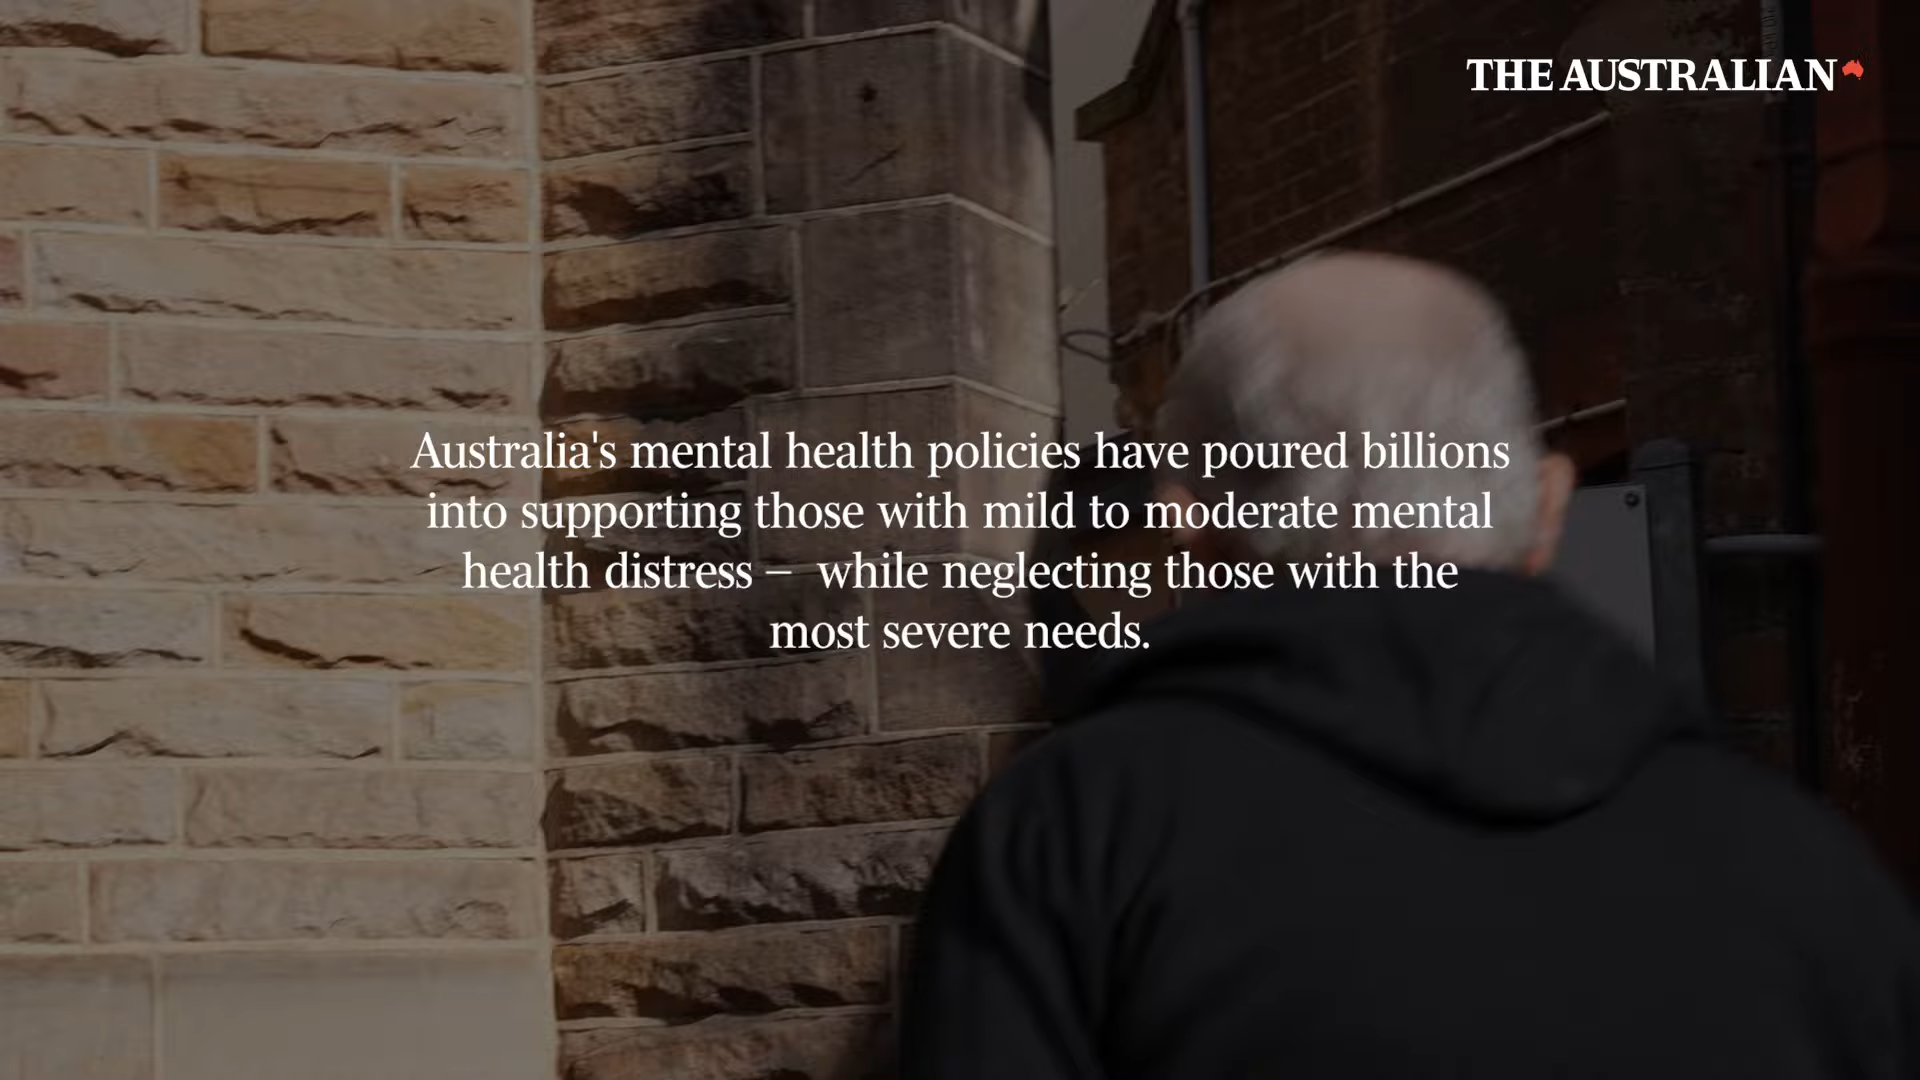 THE AUSTRALIAN
Australia's mental health policies have poured billions
into supporting those with mild to moderate mental
health distress –  while neglecting those with the
most severe needs.